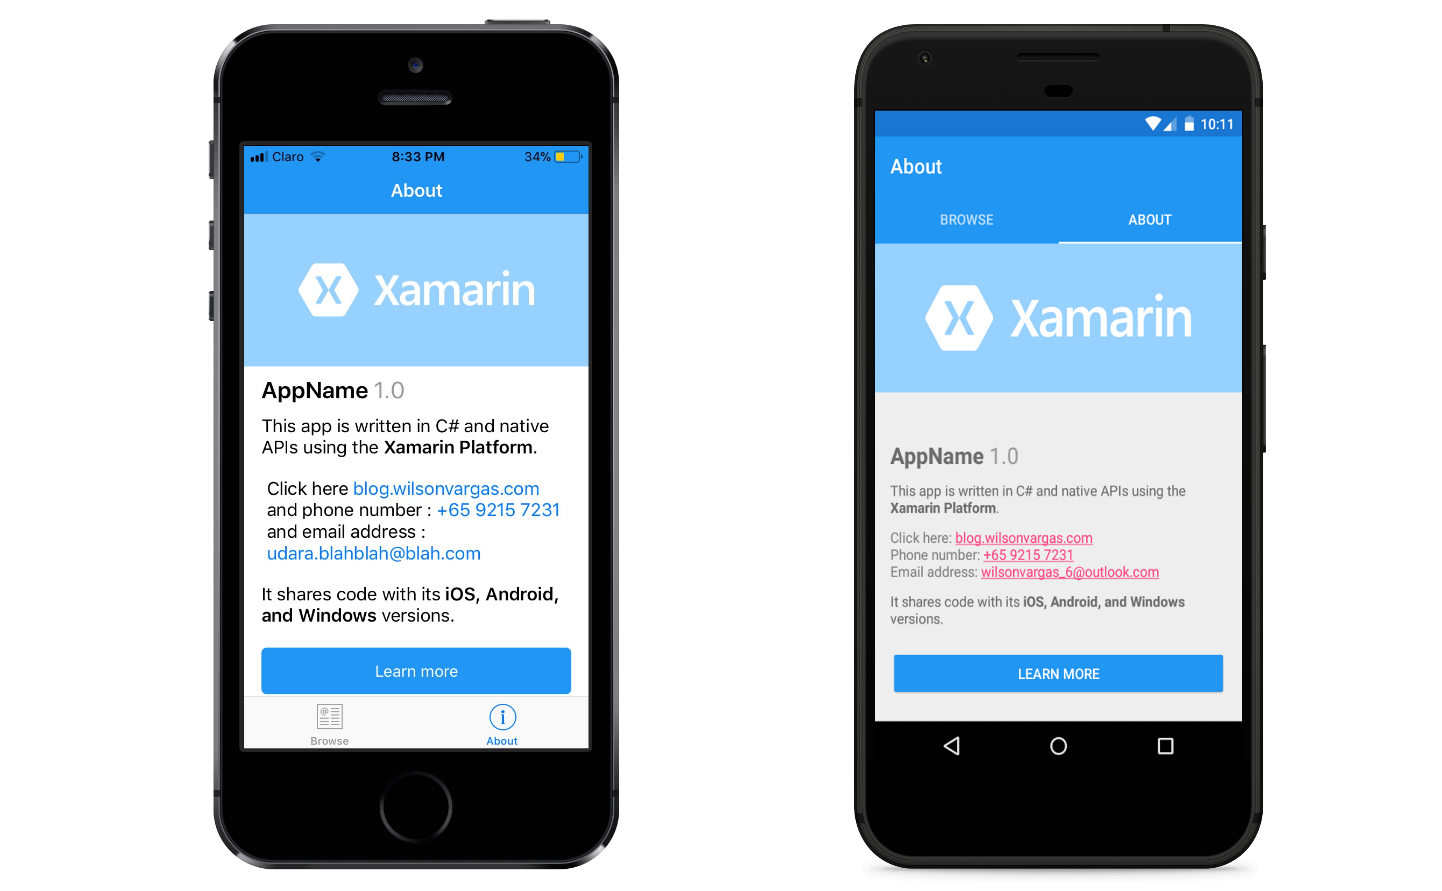 Claro 8:33 PM 34%
About
Xamarin
AppName 1.0
This app is written in C# and native
APIs using the Xamarin Platform.
Click here blog.wilsonvargas.com
and phone number : +65 9215 7231
and email address :
udara.blahblah@blah.com
It shares code with its iOS, Android,
and Windows versions.
Learn more
Browse About
10:11
About
BROWSE ABOUT
Xamarin
AppName 1.0
This app is written in C# and native APIs using the
Xamarin Platform.
Click here: blog.wilsonvargas.com
Phone number: +65 9215 7231
Email address: wilsonvargas_6@outlook.com
It shares code with its iOS, Android, and Windows
versions.
LEARN MORE